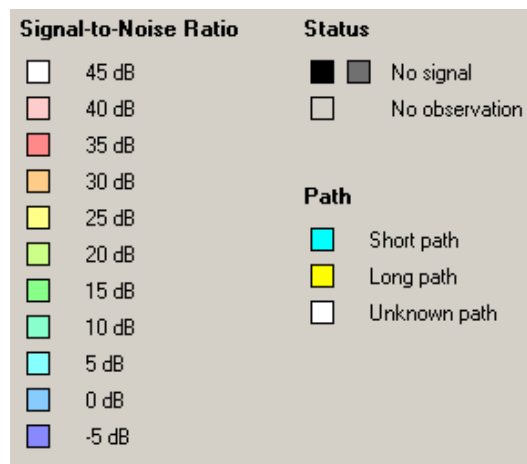 Signal-to-Noise Ratio
45 dB
40 dB
35 dB
30 dB
25 dB
20 dB
15 dB
10 dB
5 dB
0 dB
-5 dB
Status
No signal
No observation
Path
Short path
Long path
Unknown path